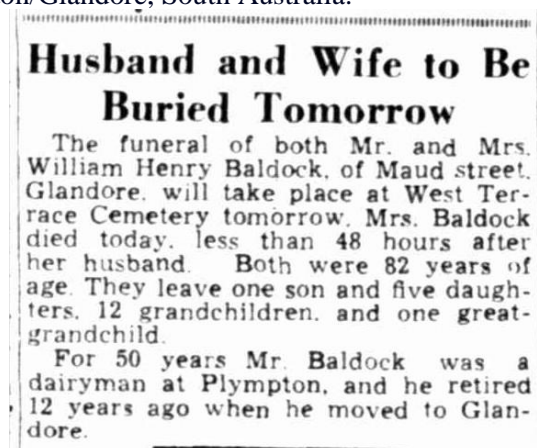 on/Glandore, South Australia.
Husband and Wife to Be
Buried Tomorrow
The funeral of both Mr. and Mrs.
William Henry Baldock, of Maud street,
Glandore, will take place at West Ter-
race Cemetery tomorrow. Mrs. Baldock
died today, less than 48 hours after
her husband. Both were 82 years of
age. They leave one son and five daugh-
ters, 12 grandchildren, and one great-
grandchild.
For 50 years Mr. Baldock was a
dairyman at Plympton, and he retired
12 years ago when he moved to Glan-
dore.